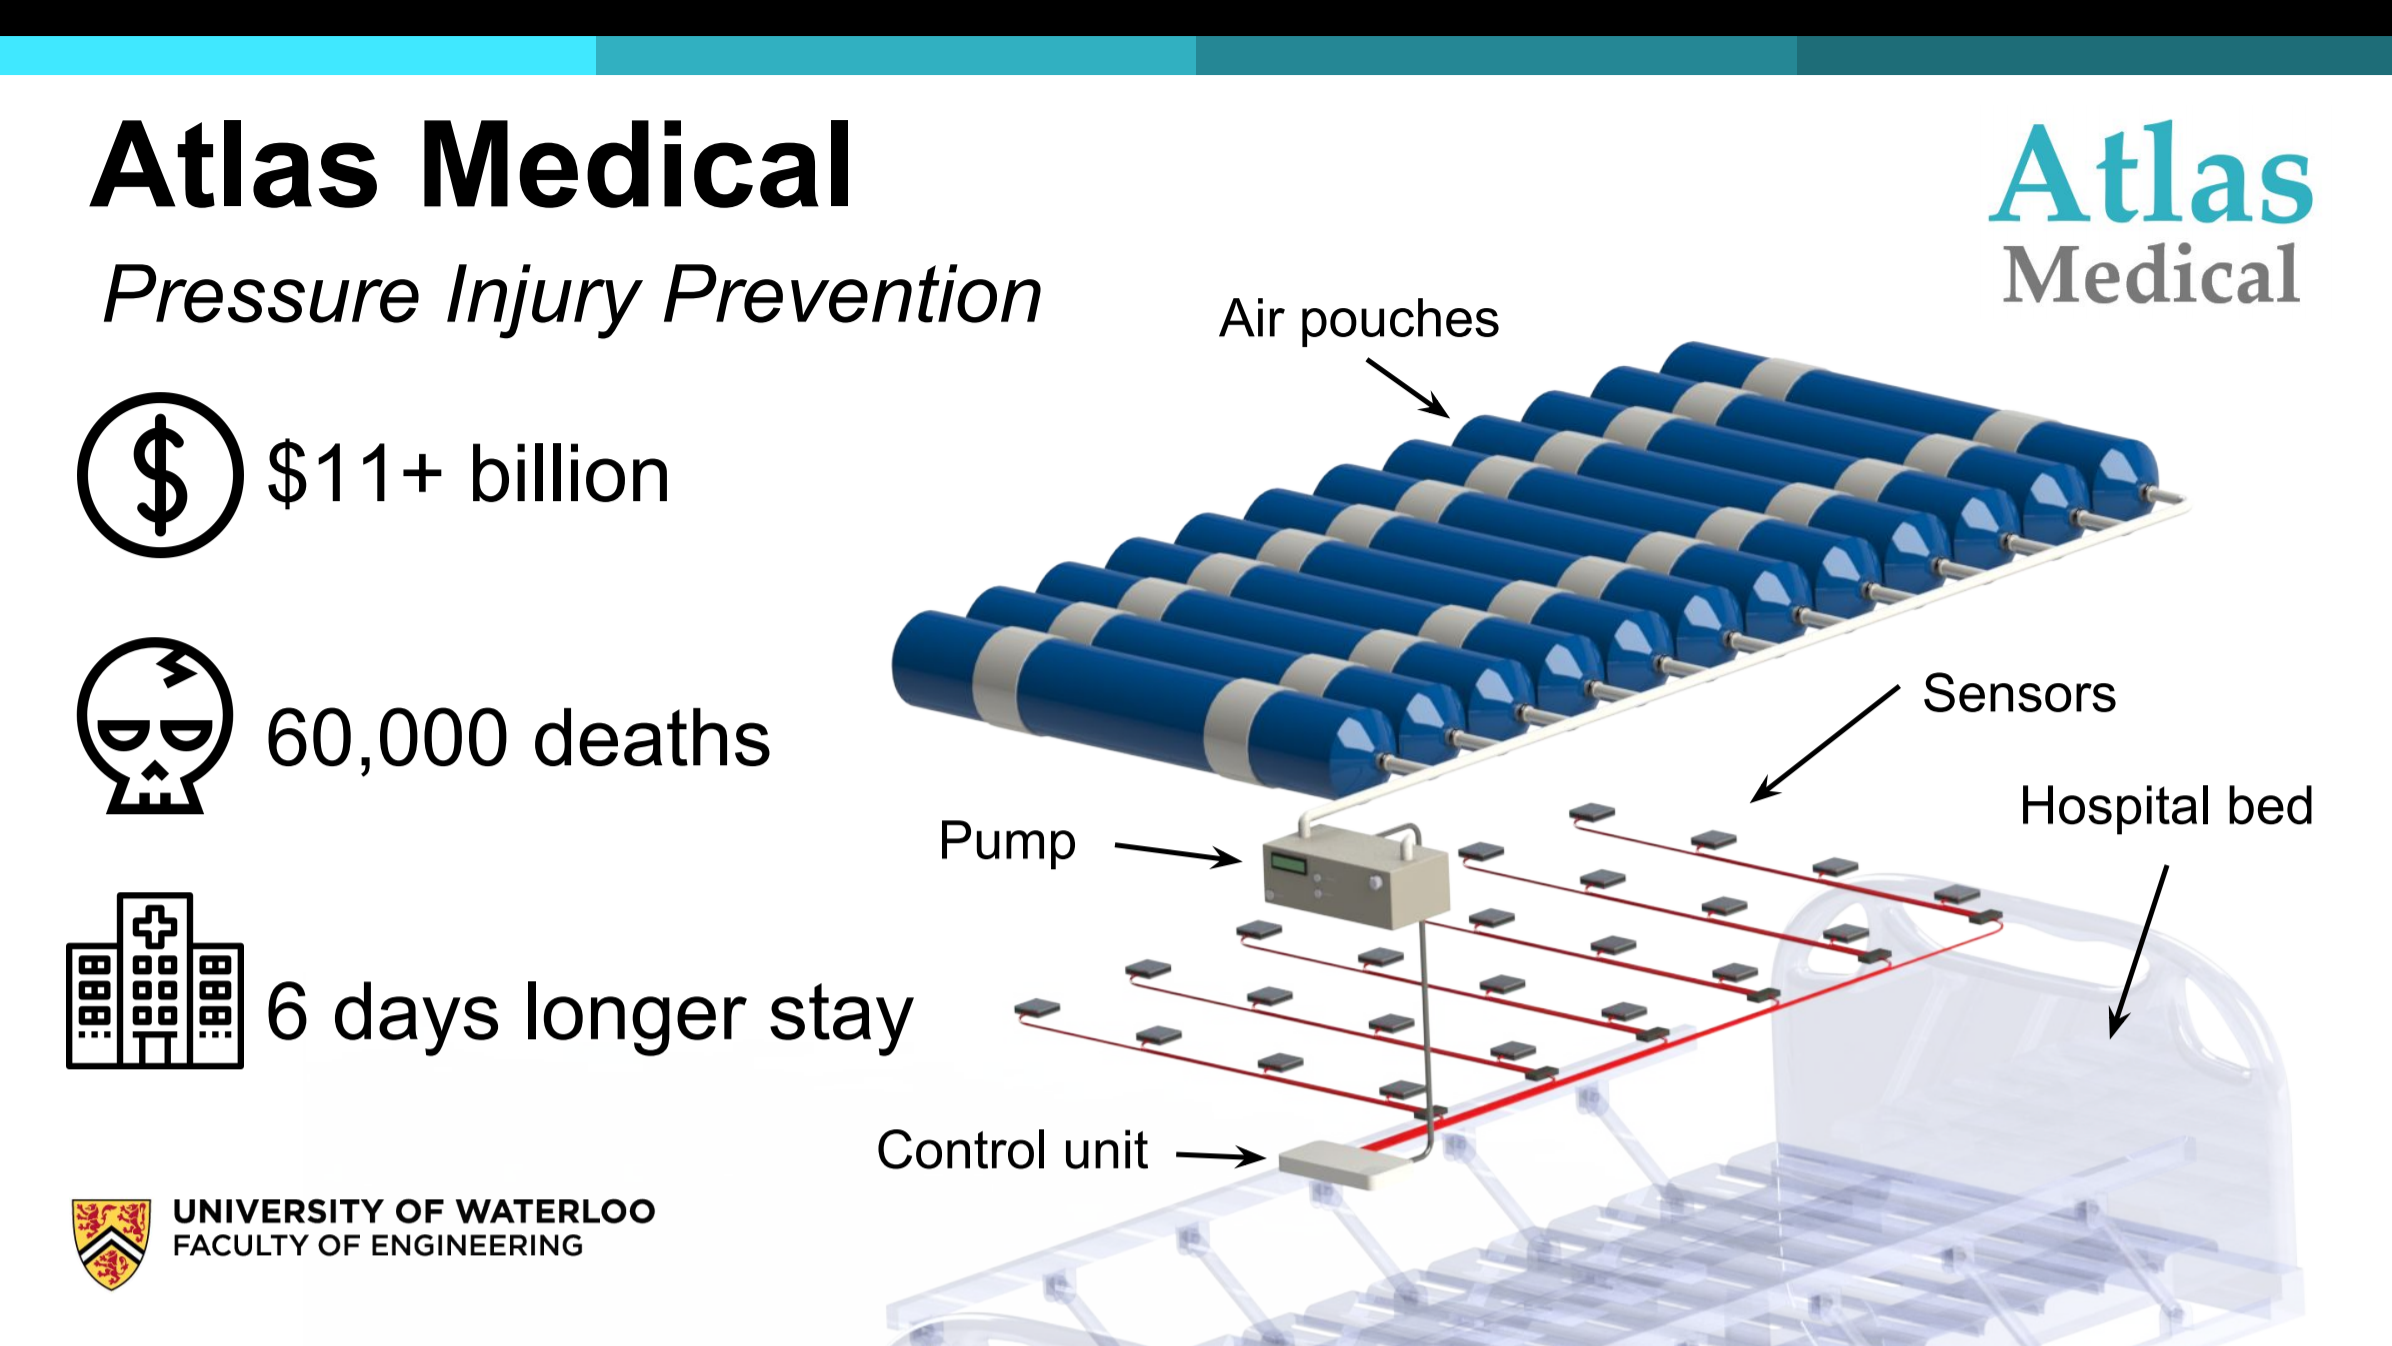 Atlas Medical
Pressure Injury Prevention
Atlas
Medical
$11+ billion
60,000 deaths
6 days longer stay
Air pouches
Sensors
Hospital bed
Pump
Control unit
UNIVERSITY OF WATERLOO
FACULTY OF ENGINEERING